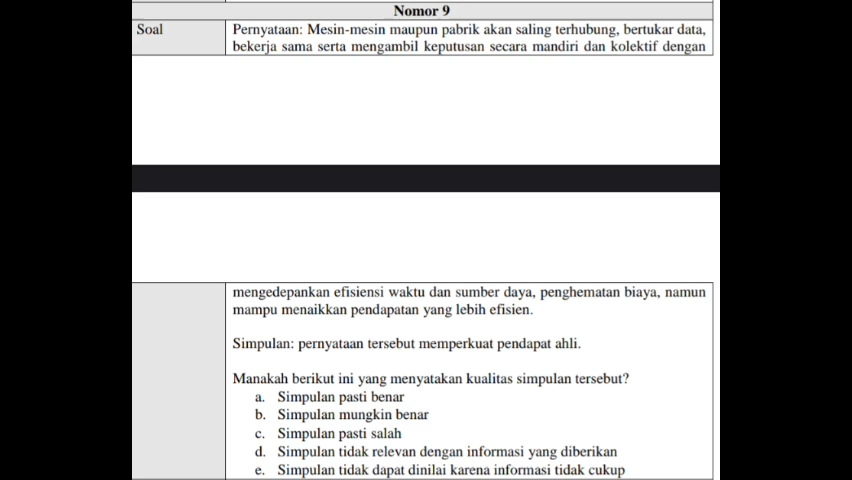 Nomor 9
Soal
Pernyataan: Mesin-mesin maupun pabrik akan saling terhubung, bertukar data,
bekerja sama serta mengambil keputusan secara mandiri dan kolektif dengan
mengedepankan efisiensi waktu dan sumber daya, penghematan biaya, namun
mampu menaikkan pendapatan yang lebih efisien.
Simpulan: pernyataan tersebut memperkuat pendapat ahli.
Manakah berikut ini yang menyatakan kualitas simpulan tersebut?
a. Simpulan pasti benar
b. Simpulan mungkin benar
c. Simpulan pasti salah
d. Simpulan tidak relevan dengan informasi yang diberikan
e. Simpulan tidak dapat dinilai karena informasi tidak cukup